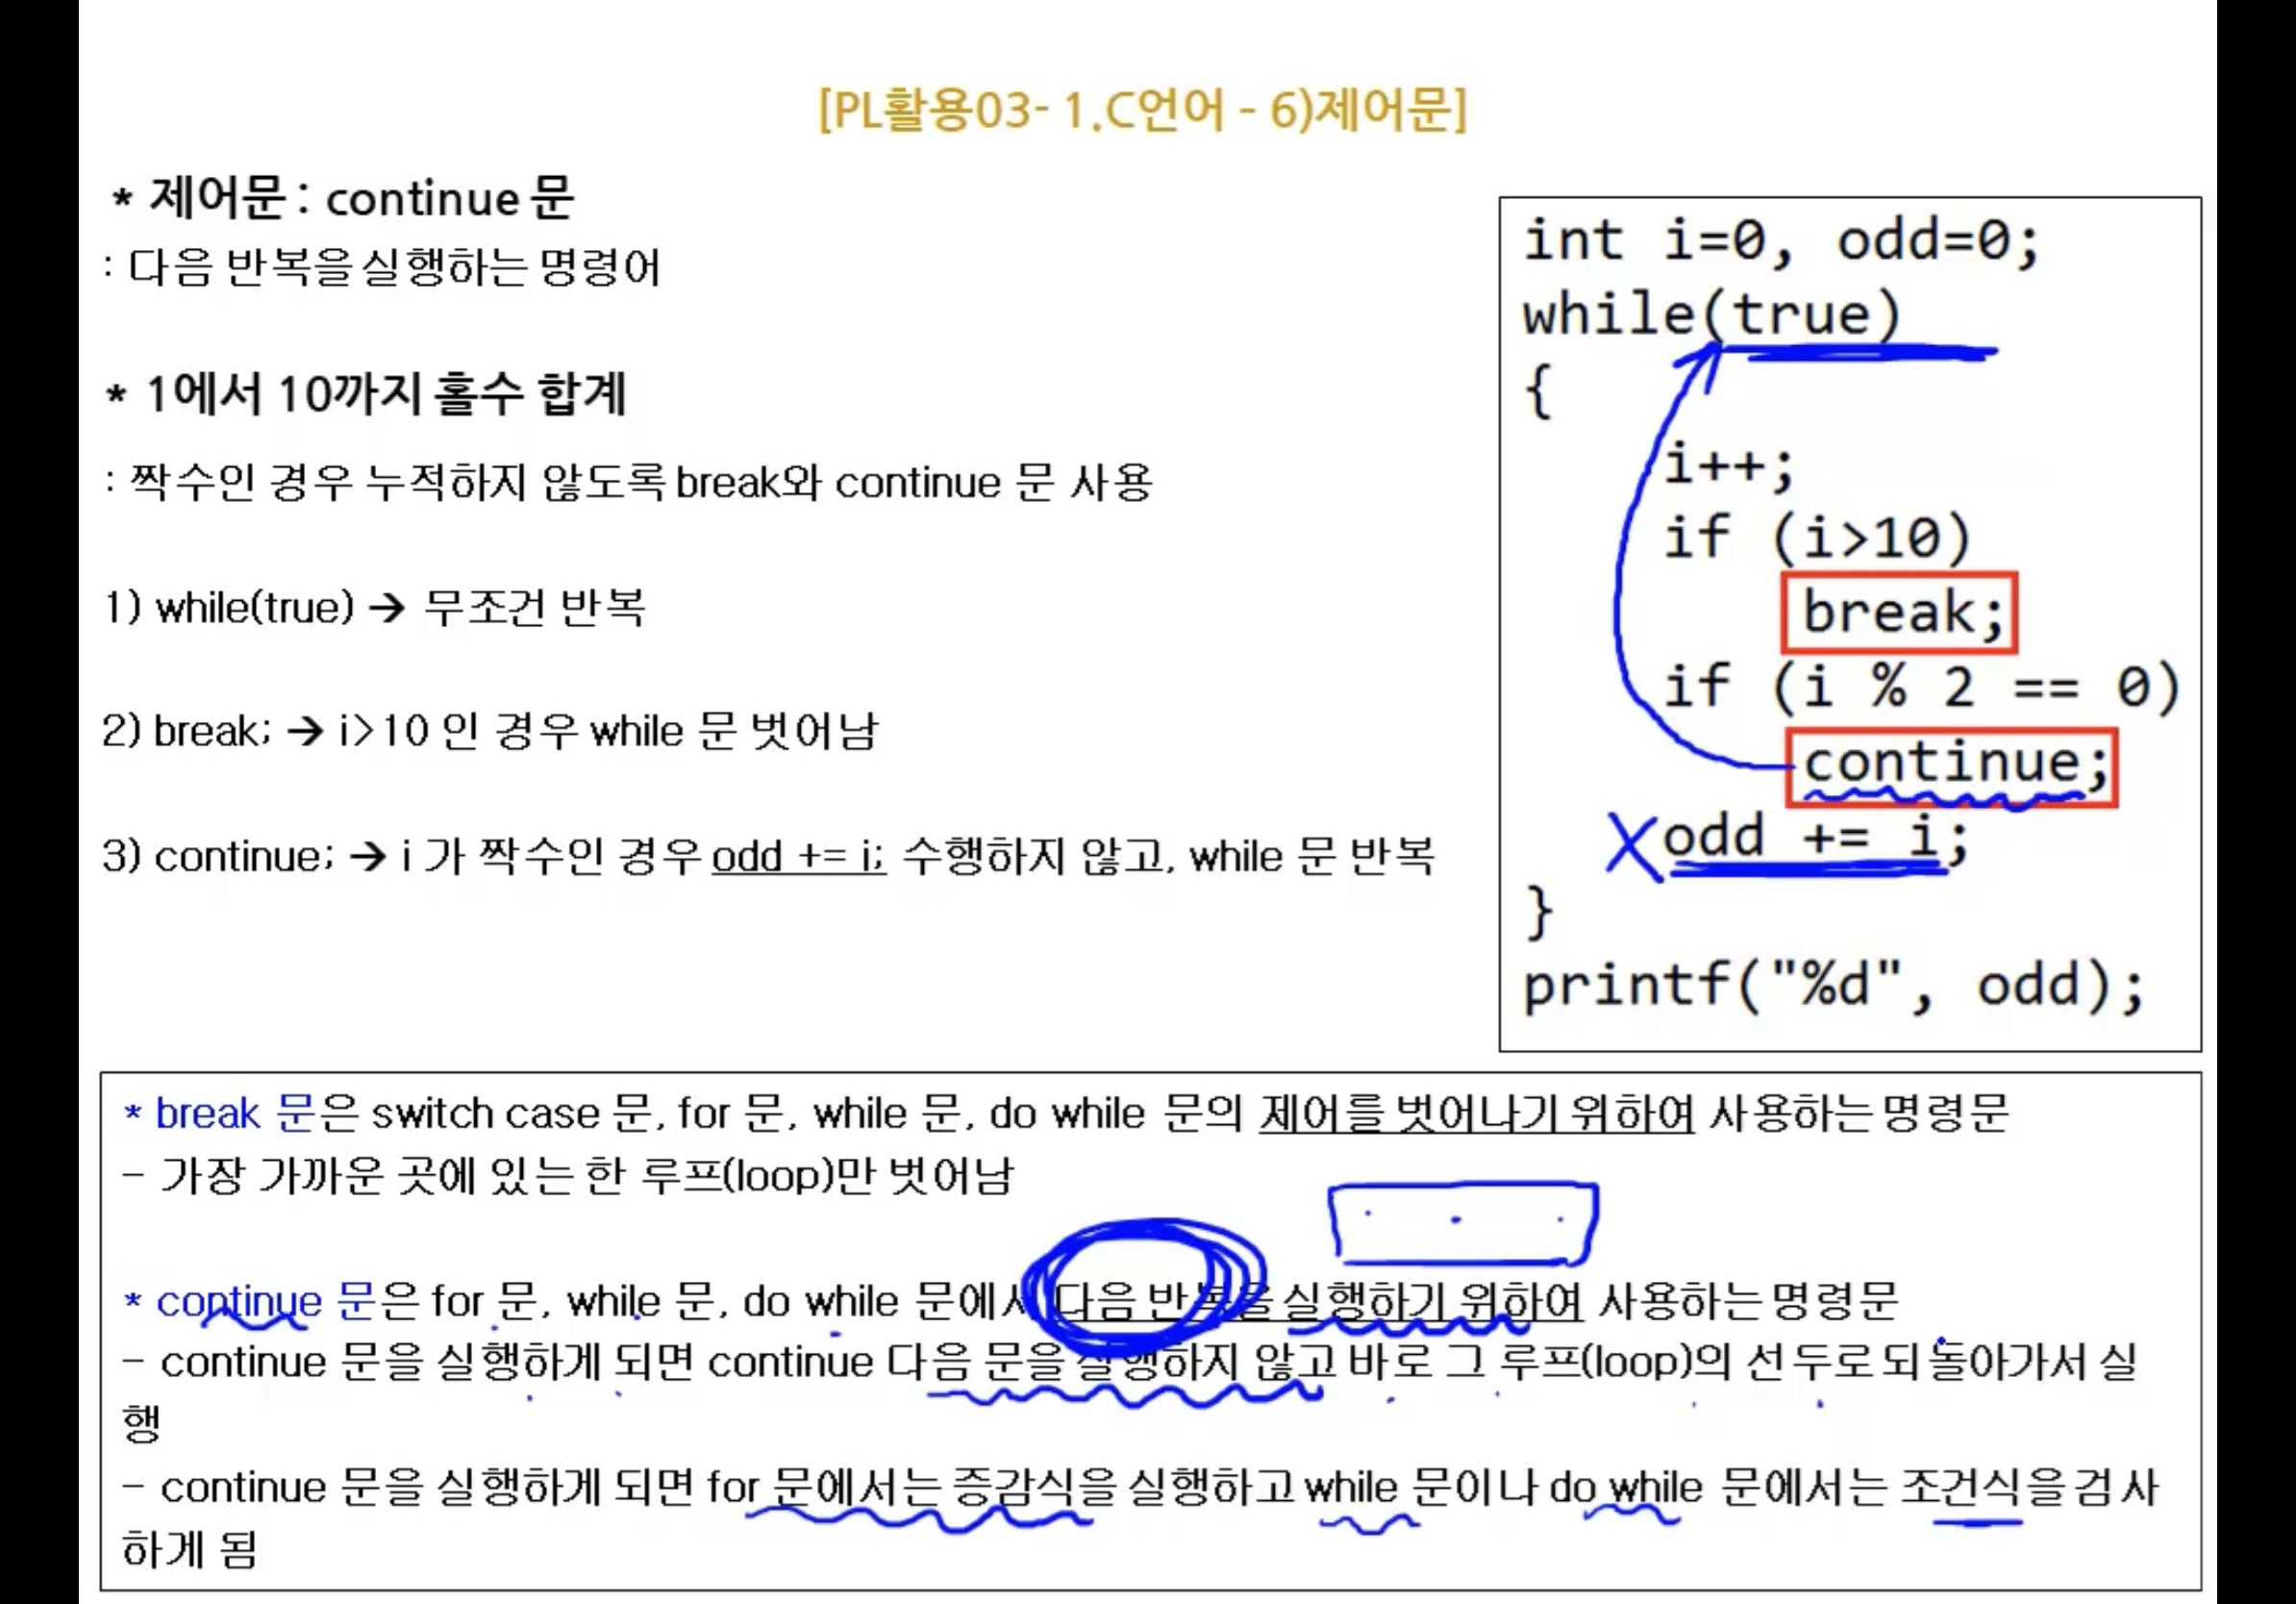 [PL활용03- 1.C언어 - 6)제어문]
* 제어문 : continue 문
: 다음 반복을 실행하는 명령어
* 1에서 10까지 홀수 합계
: 짝수인 경우 누적하지 않도록 break와 continue 문 사용
1) while(true) → 무조건 반복
2) break; → i>10 인 경우 while 문 벗어남
3) continue; → i 가 짝수인 경우 odd += i; 수행하지 않고, while 문 반복
int i=0, odd=0;
while(true)
{
i++;
if (i>10)
break;
if (i % 2 == 0)
continue;
X odd += i;
}
printf("%d", odd);
* break 문은 switch case 문, for 문, while 문, do while 문의 제어를 벗어나기 위하여 사용하는 명령문
- 가장 가까운 곳에 있는 한 루프(loop)만 벗어남
* continue 문은 for 문, while 문, do while 문에서 다음 반복을 실행하기 위하여 사용하는 명령문
- continue 문을 실행하게 되면 continue 다음 문을 실행하지 않고 바로 그 루프(loop)의 선두로 되돌아가서 실
행
- continue 문을 실행하게 되면 for 문에서는 증감식을 실행하고 while 문이나 do while 문에서는 조건식을 검사
하게 됨